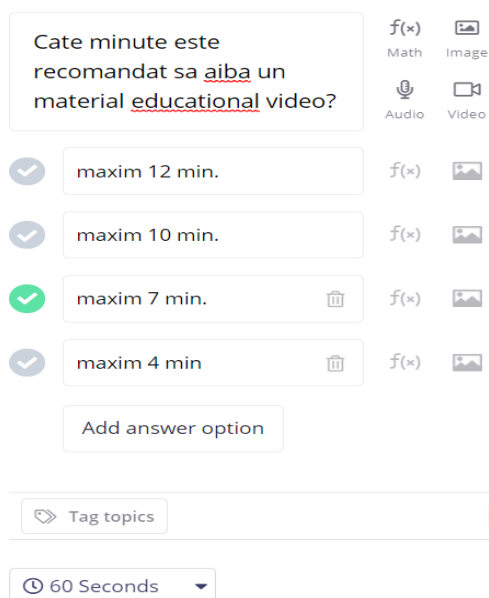 Cate minute este
recomandat sa aiba un
material educational video?
f(x)
Math
Image
Audio
Video
maxim 12 min.
f(x)
maxim 10 min.
f(x)
maxim 7 min.
f(x)
maxim 4 min
f(x)
Add answer option
Tag topics
60 Seconds